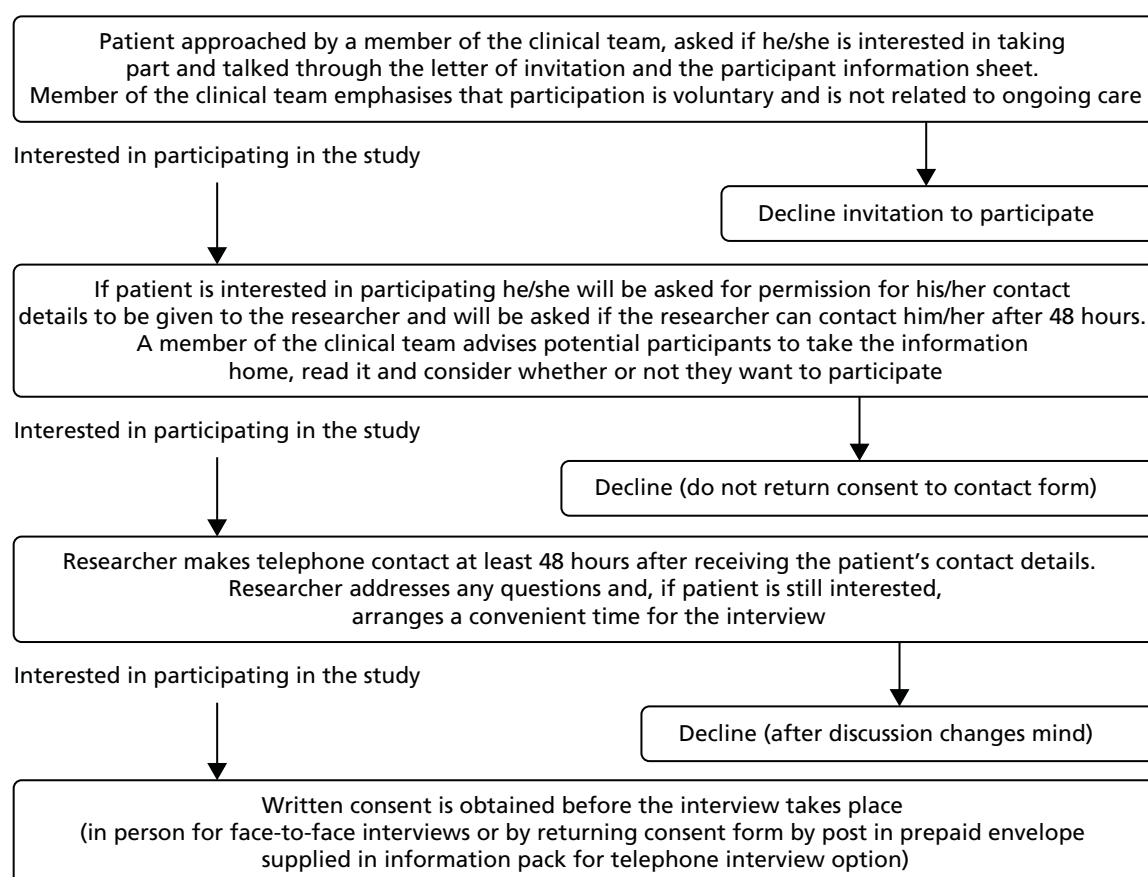 Patient approached by a member of the clinical team, asked if he/she is interested in taking
part and talked through the letter of invitation and the participant information sheet.
Member of the clinical team emphasises that participation is voluntary and is not related to ongoing care
Interested in participating in the study
Decline invitation to participate
If patient is interested in participating he/she will be asked for permission for his/her contact
details to be given to the researcher and will be asked if the researcher can contact him/her after 48 hours.
A member of the clinical team advises potential participants to take the information
home, read it and consider whether or not they want to participate
Interested in participating in the study
Decline (do not return consent to contact form)
Researcher makes telephone contact at least 48 hours after receiving the patient's contact details.
Researcher addresses any questions and, if patient is still interested,
arranges a convenient time for the interview
Interested in participating in the study
Decline (after discussion changes mind)
Written consent is obtained before the interview takes place
(in person for face-to-face interviews or by returning consent form by post in prepaid envelope
supplied in information pack for telephone interview option)